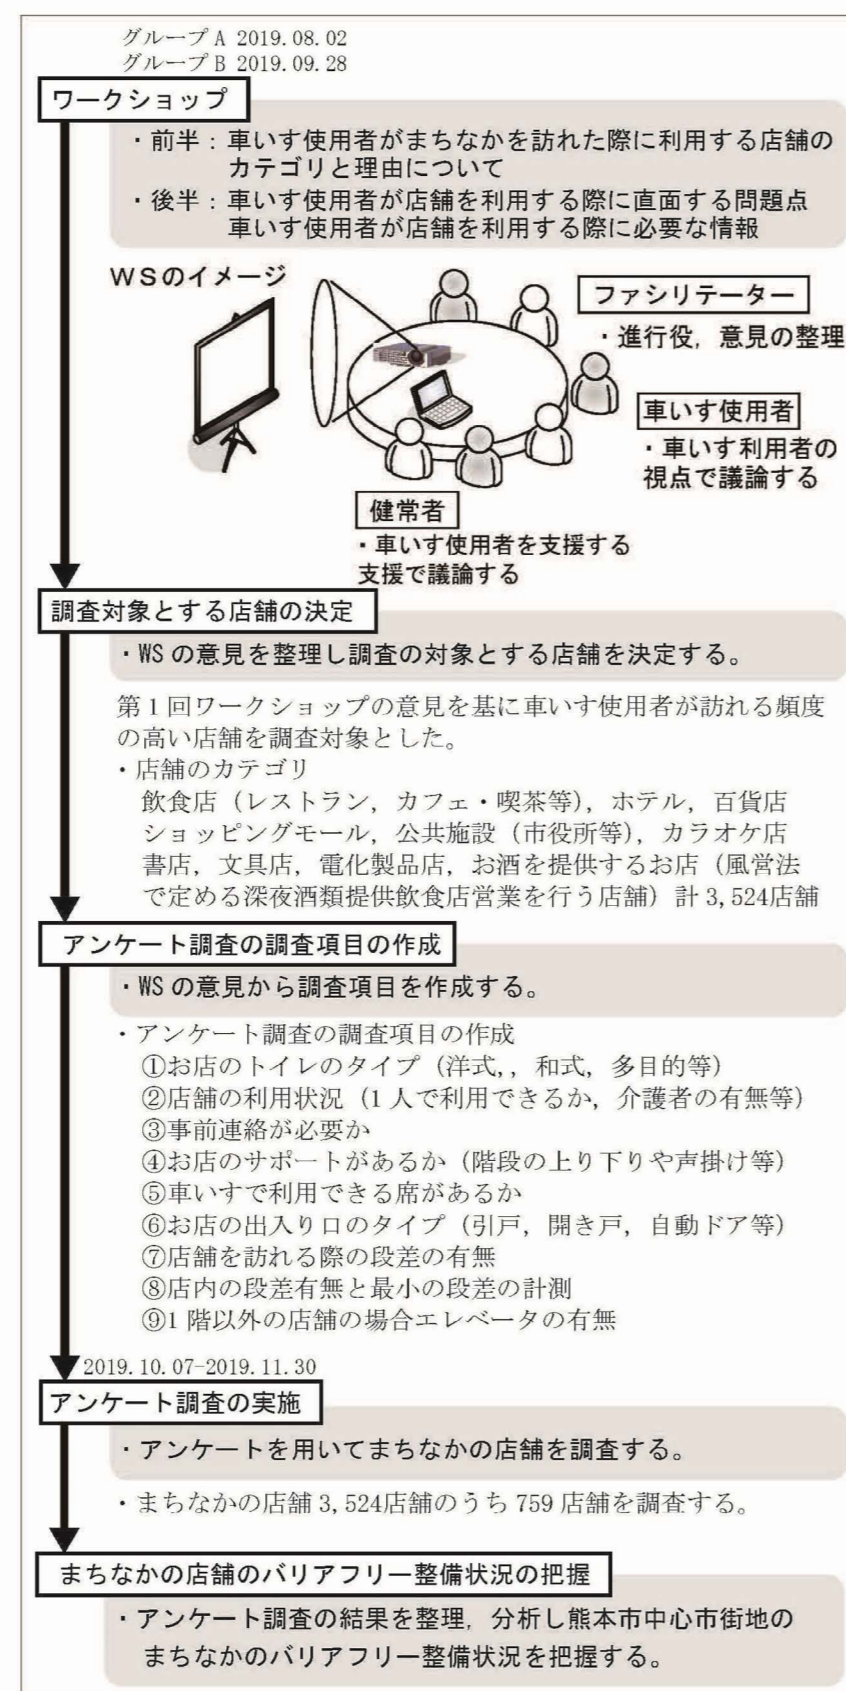 グループA 2019.08.02
グループB 2019.09.28
ワークショップ
・前半：車いす使用者がまちなかを訪れた際に利用する店舗の
カテゴリと理由について
・後半：車いす使用者が店舗を利用する際に直面する問題点
車いす使用者が店舗を利用する際に必要な情報
WSのイメージ
ファシリテーター
・進行役，意見の整理
車いす使用者
・車いす利用者の
視点で議論する
健常者
・車いす使用者を支援する
支援で議論する
調査対象とする店舗の決定
・WSの意見を整理し調査の対象とする店舗を決定する。
第1回ワークショップの意見を基に車いす使用者が訪れる頻度
の高い店舗を調査対象とした。
・店舗のカテゴリ
飲食店（レストラン，カフェ・喫茶等），ホテル，百貨店
ショッピングモール，公共施設（市役所等），カラオケ店
書店，文具店，電化製品店，お酒を提供するお店（風営法
で定める深夜酒類提供飲食店営業を行う店舗）計3,524店舗
アンケート調査の調査項目の作成
・WSの意見から調査項目を作成する。
・アンケート調査の調査項目の作成
①お店のトイレのタイプ（洋式,，和式，多目的等）
②店舗の利用状況（1人で利用できるか，介護者の有無等）
③事前連絡が必要か
④お店のサポートがあるか（階段の上り下りや声掛け等）
⑤車いすで利用できる席があるか
⑥お店の出入り口のタイプ（引戸，開き戸，自動ドア等）
⑦店舗を訪れる際の段差の有無
⑧店内の段差有無と最小の段差の計測
⑨1階以外の店舗の場合エレベータの有無
2019.10.07-2019.11.30
アンケート調査の実施
・アンケートを用いてまちなかの店舗を調査する。
・まちなかの店舗3,524店舗のうち759店舗を調査する。
まちなかの店舗のバリアフリー整備状況の把握
・アンケート調査の結果を整理，分析し熊本市中心市街地の
まちなかのバリアフリー整備状況を把握する。